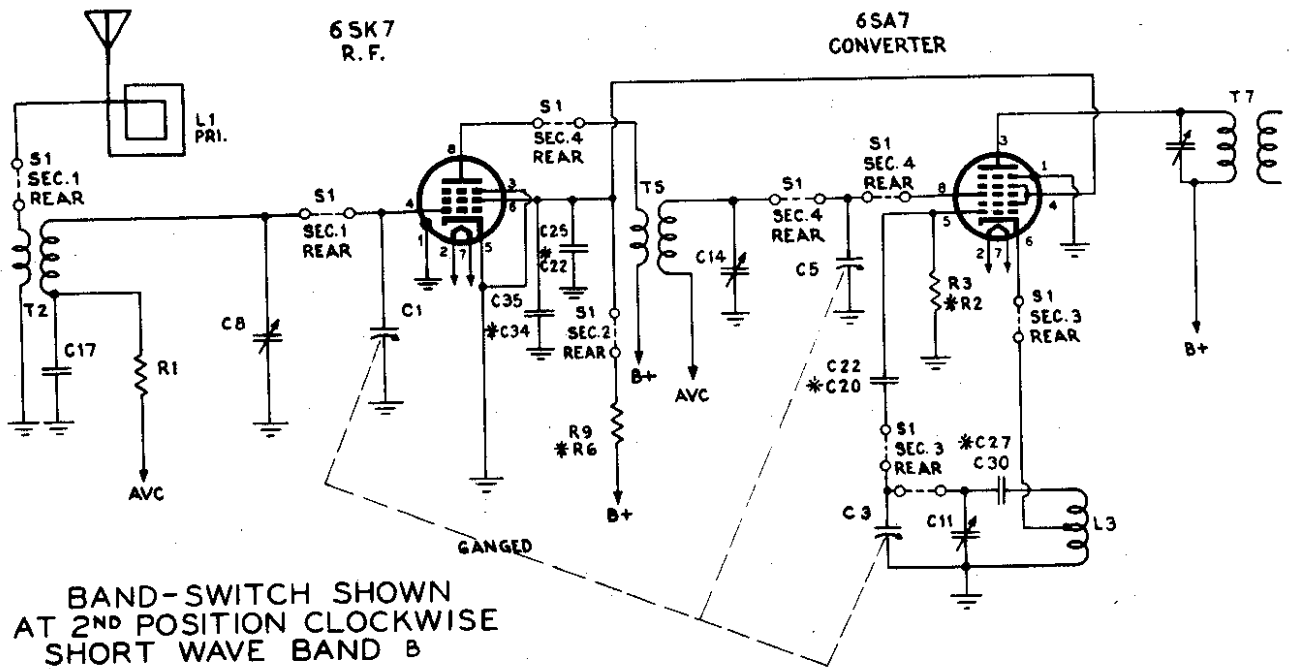 6SK7
R.F.
6SA7
CONVERTER
L1
PRI.
S1
SEC.1
REAR
S1
SEC.1
REAR
S1
SEC.4
REAR
S1
SEC.4
REAR
S1
SEC.4
REAR
T7
8
3
6
4
1
2
7
5
T5
3
1
8
4
5
2
7
6
T2
C17
R1
AVC
C8
C1
C35
*C34
C25
*C22
S1
SEC.2
REAR
R9
*R6
B+
B+
AVC
C14
C5
R3
*R2
C22
*C20
S1
SEC.3
REAR
S1
SEC.3
REAR
*C27
C30
C3
C11
L3
B+
GANGED
BAND-SWITCH SHOWN
AT 2ND POSITION CLOCKWISE
SHORT WAVE BAND B